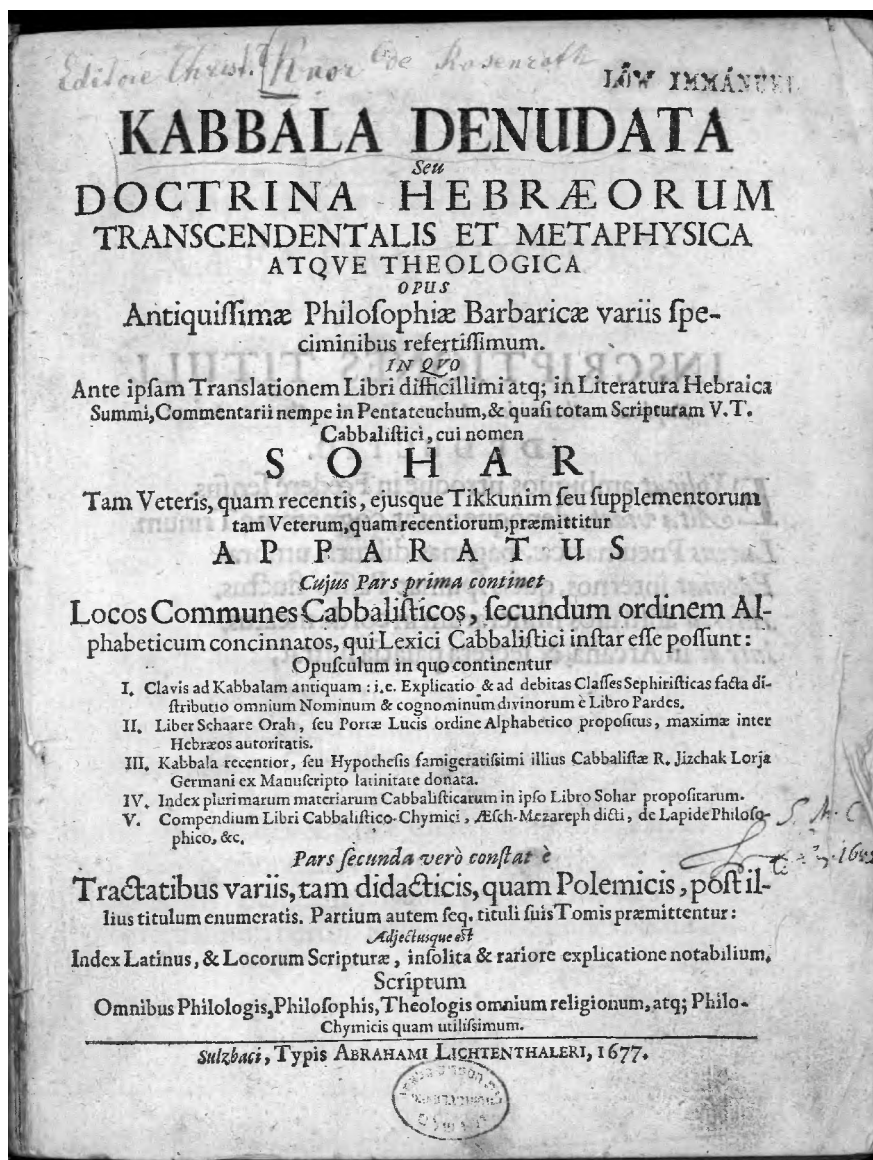 Editore Christ. Knor de Rosenroth
LÖW IMMÁNUEL
KABBALA DENUDATA
Seu
DOCTRINA HEBRÆORUM
TRANSCENDENTALIS ET METAPHYSICA
ATQVE THEOLOGICA
OPUS
Antiquiſſimæ Philoſophiæ Barbaricæ variis ſpe-
ciminibus refertiſſimum.
IN QVO
Ante ipſam Translationem Libri difficillimi atq; in Literatura Hebraica
Summi, Commentarii nempe in Pentateuchum, & quaſi totam Scripturam V.T.
Cabbaliſtici, cui nomen
SOHAR
Tam Veteris, quam recentis, ejusque Tikkunim ſeu ſupplementorum
tam Veterum, quam recentiorum, præmittitur
APPARATUS
Cujus Pars prima continet
Locos Communes Cabbaliſticos, ſecundum ordinem Al-
phabeticum concinnatos, qui Lexici Cabbaliſtici inſtar eſſe poſſunt:
Opuſculum in quo continentur
I. Clavis ad Kabbalam antiquam: i.e. Explicatio & ad debitas Claſſes Sephiriſticas facta di-
ſtributio omnium Nominum & cognominum divinorum è Libro Pardes.
II. Liber Schaare Orah, ſeu Portæ Lucis ordine Alphabetico propoſitus, maximæ inter
Hebræos autoritatis.
III. Kabbala recentior, ſeu Hypotheſis famigeratiſsimi illius Cabbaliſtæ R. Jizchak Lorja
Germani ex Manuſcripto latinitate donata.
IV. Index plurimarum materiarum Cabbaliſticarum in ipſo Libro Sohar propoſitarum.
V. Compendium Libri Cabbaliſtico-Chymici, Æſch-Mezareph dicti, de Lapide Philoſo-
phico, &c.
Pars ſecunda verò conſtat è
Tractatibus variis, tam didacticis, quam Polemicis, poſt il-
lius titulum enumeratis. Partium autem ſeq. tituli ſuis Tomis præmittentur:
Adjectusque eſt
Index Latinus, & Locorum Scripturæ, inſolita & rariore explicatione notabilium.
Scriptum
Omnibus Philologis, Philoſophis, Theologis omnium religionum, atq; Philo-
Chymicis quam utiliſsimum.
Sulzbaci, Typis ABRAHAMI LICHTENTHALERI, 1677.